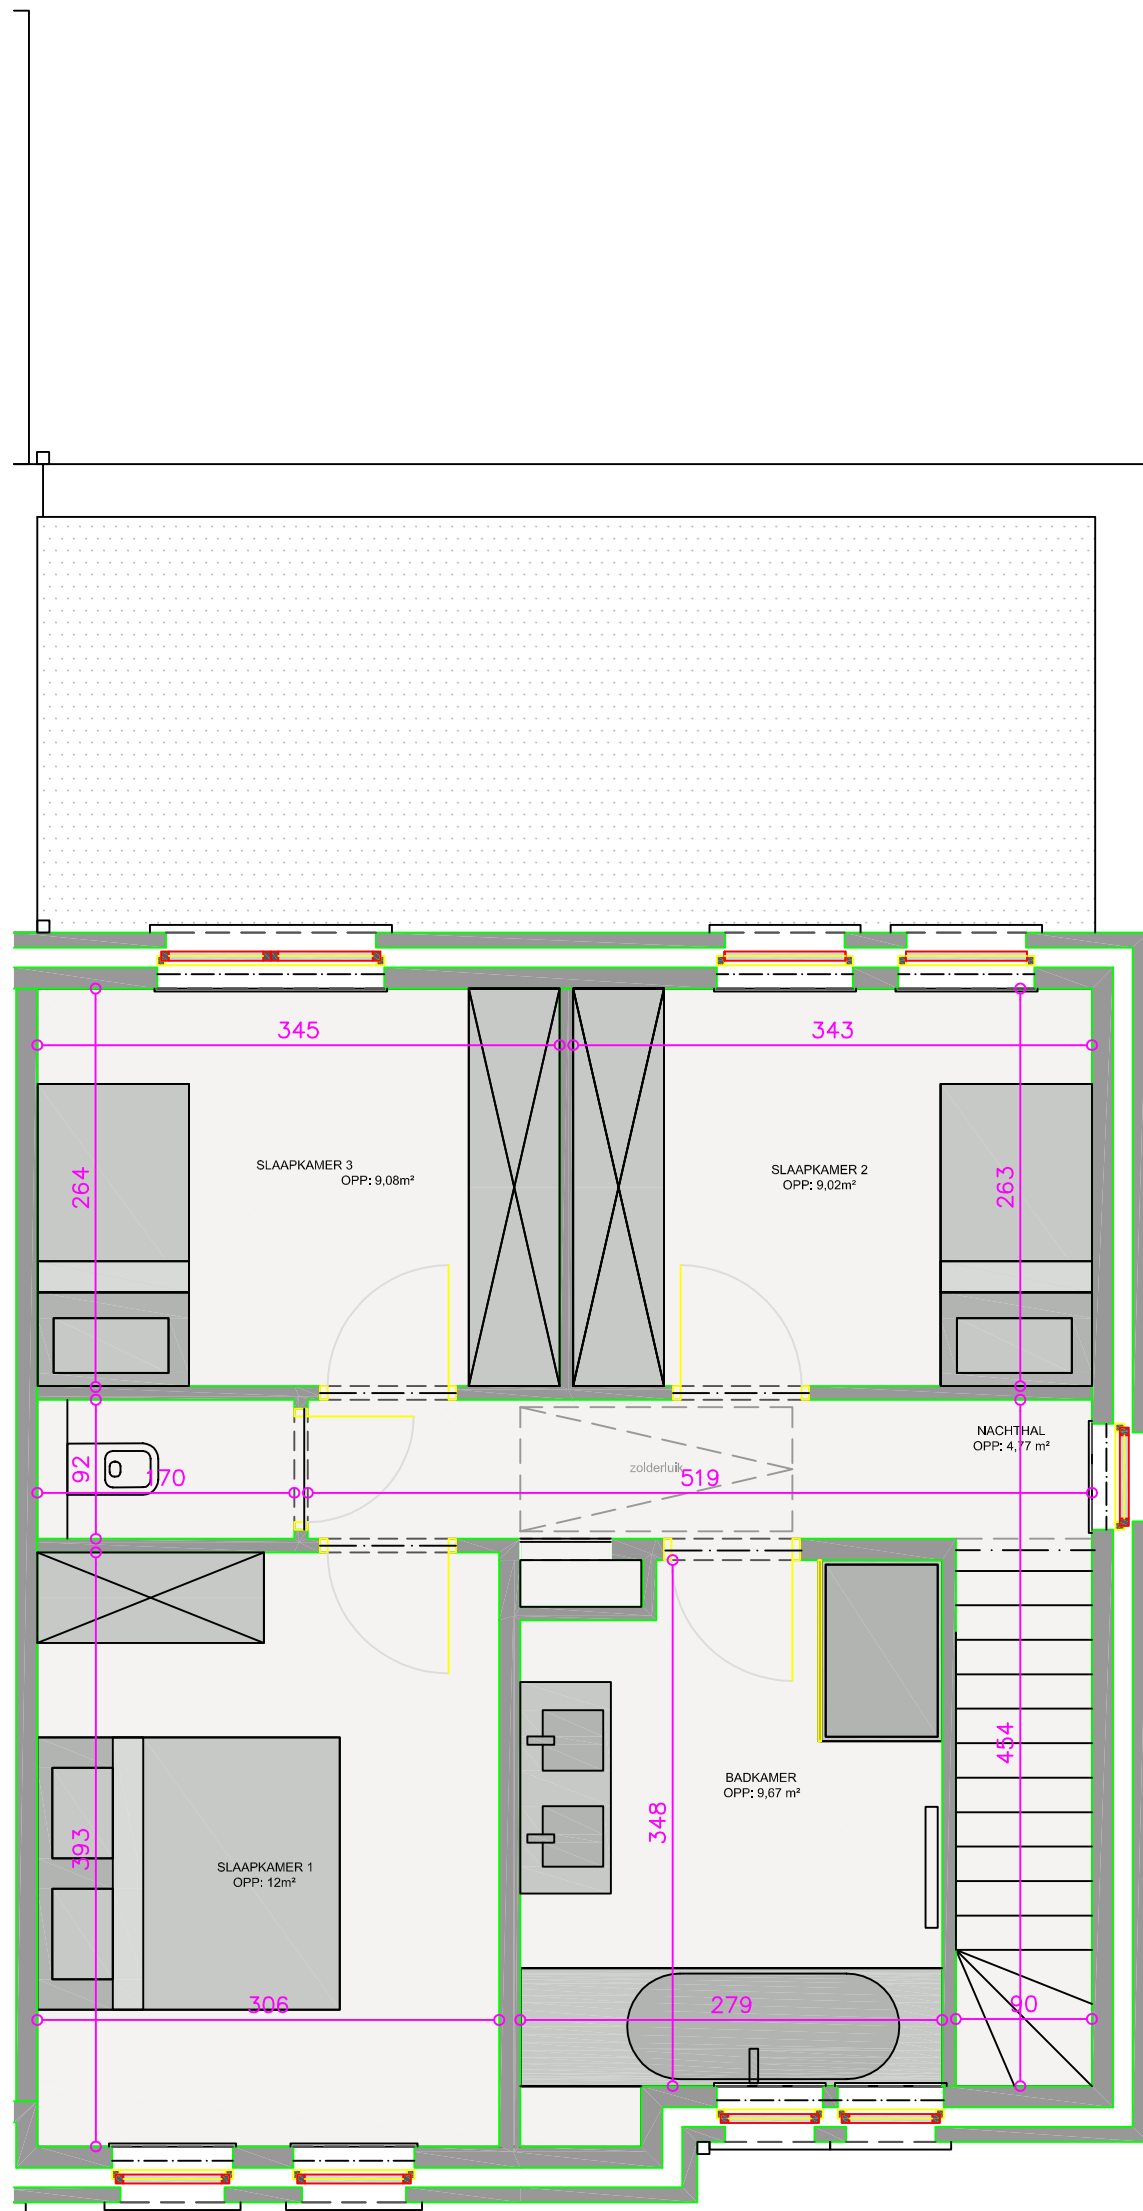 345
343
SLAAPKAMER 3
OPP: 9,08m²
SLAAPKAMER 2
OPP: 9,02m²
264
263
NACHTHAL
OPP: 4,77 m²
zolderluik
92
170
519
454
BADKAMER
OPP: 9,67 m²
348
393
SLAAPKAMER 1
OPP: 12m²
306
279
90